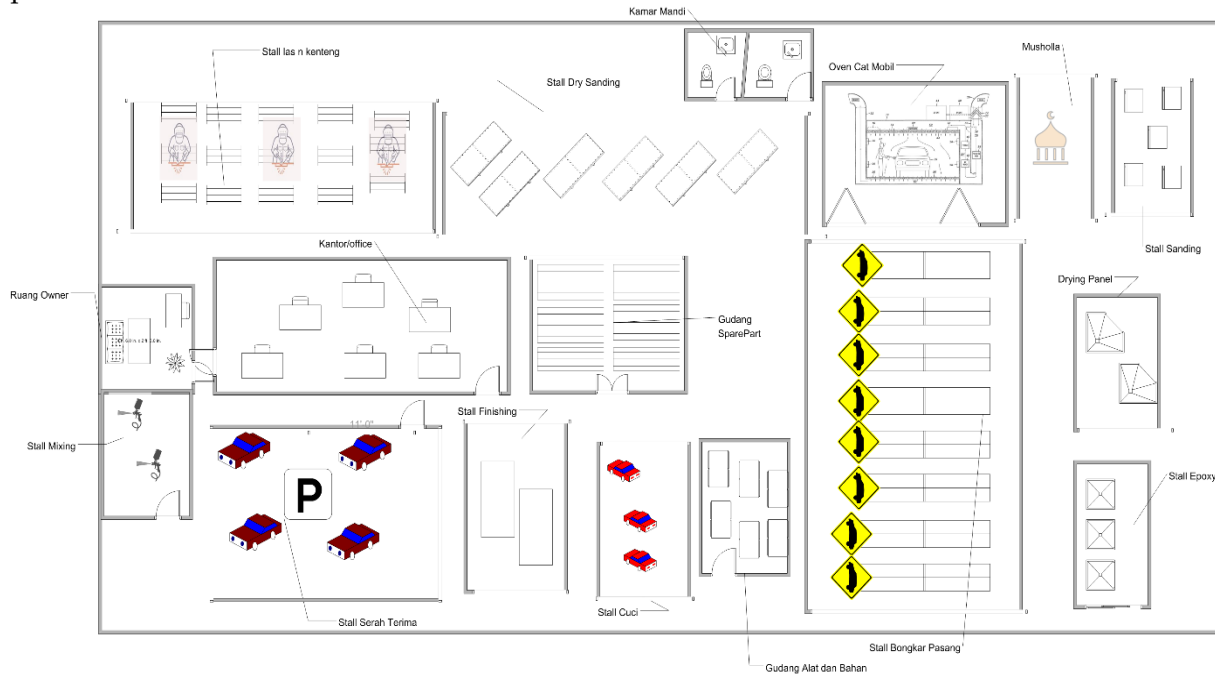 Kamar Mandi
Stall las n kenteng
Musholla
Oven Cat Mobil
Stall Dry Sanding
Kantor/office
Stall Sanding
Drying Panel
Ruang Owner
Gudang
SparePart
Stall Finishing
11'-0"
Stall Mixing
P
Stall Epoxy
Stall Cuci
Stall Serah Terima
Stall Bongkar Pasang
Gudang Alat dan Bahan